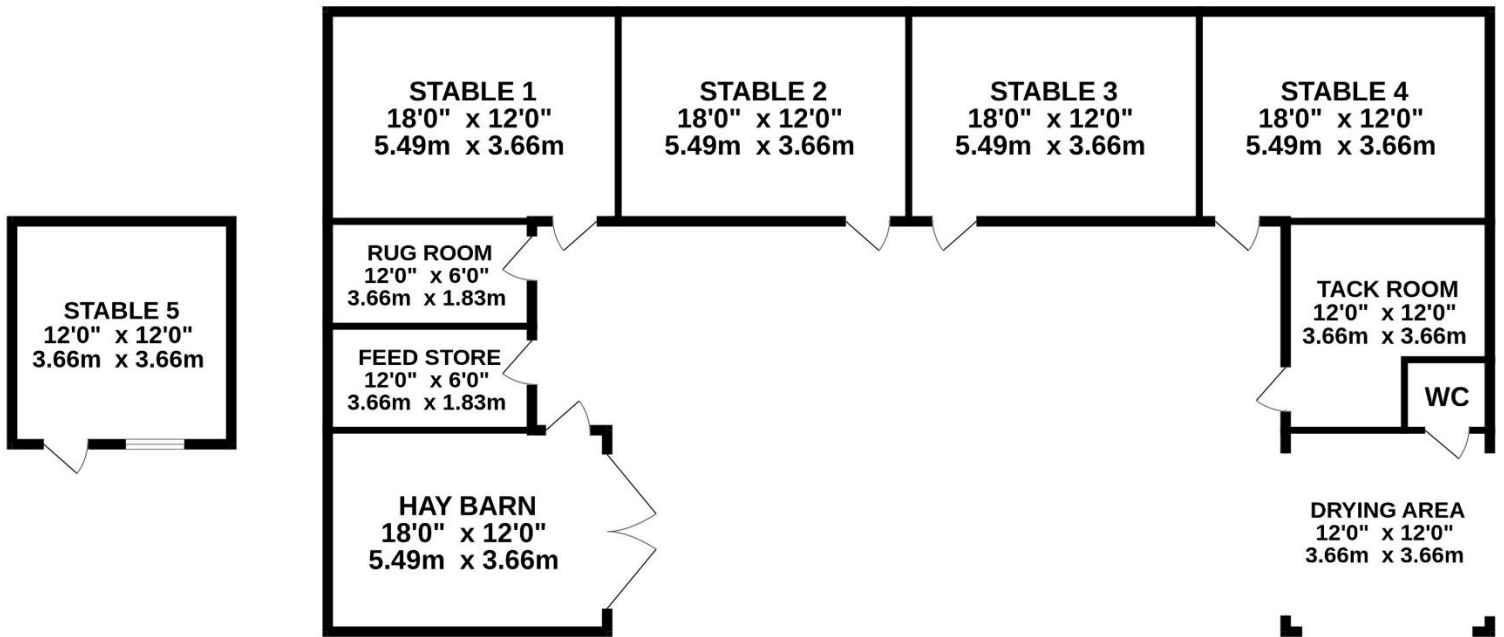 STABLE 1
18'0" x 12'0"
5.49m x 3.66m
STABLE 2
18'0" x 12'0"
5.49m x 3.66m
STABLE 3
18'0" x 12'0"
5.49m x 3.66m
STABLE 4
18'0" x 12'0"
5.49m x 3.66m
STABLE 5
12'0" x 12'0"
3.66m x 3.66m
RUG ROOM
12'0" x 6'0"
3.66m x 1.83m
FEED STORE
12'0" x 6'0"
3.66m x 1.83m
TACK ROOM
12'0" x 12'0"
3.66m x 3.66m
WC
HAY BARN
18'0" x 12'0"
5.49m x 3.66m
DRYING AREA
12'0" x 12'0"
3.66m x 3.66m